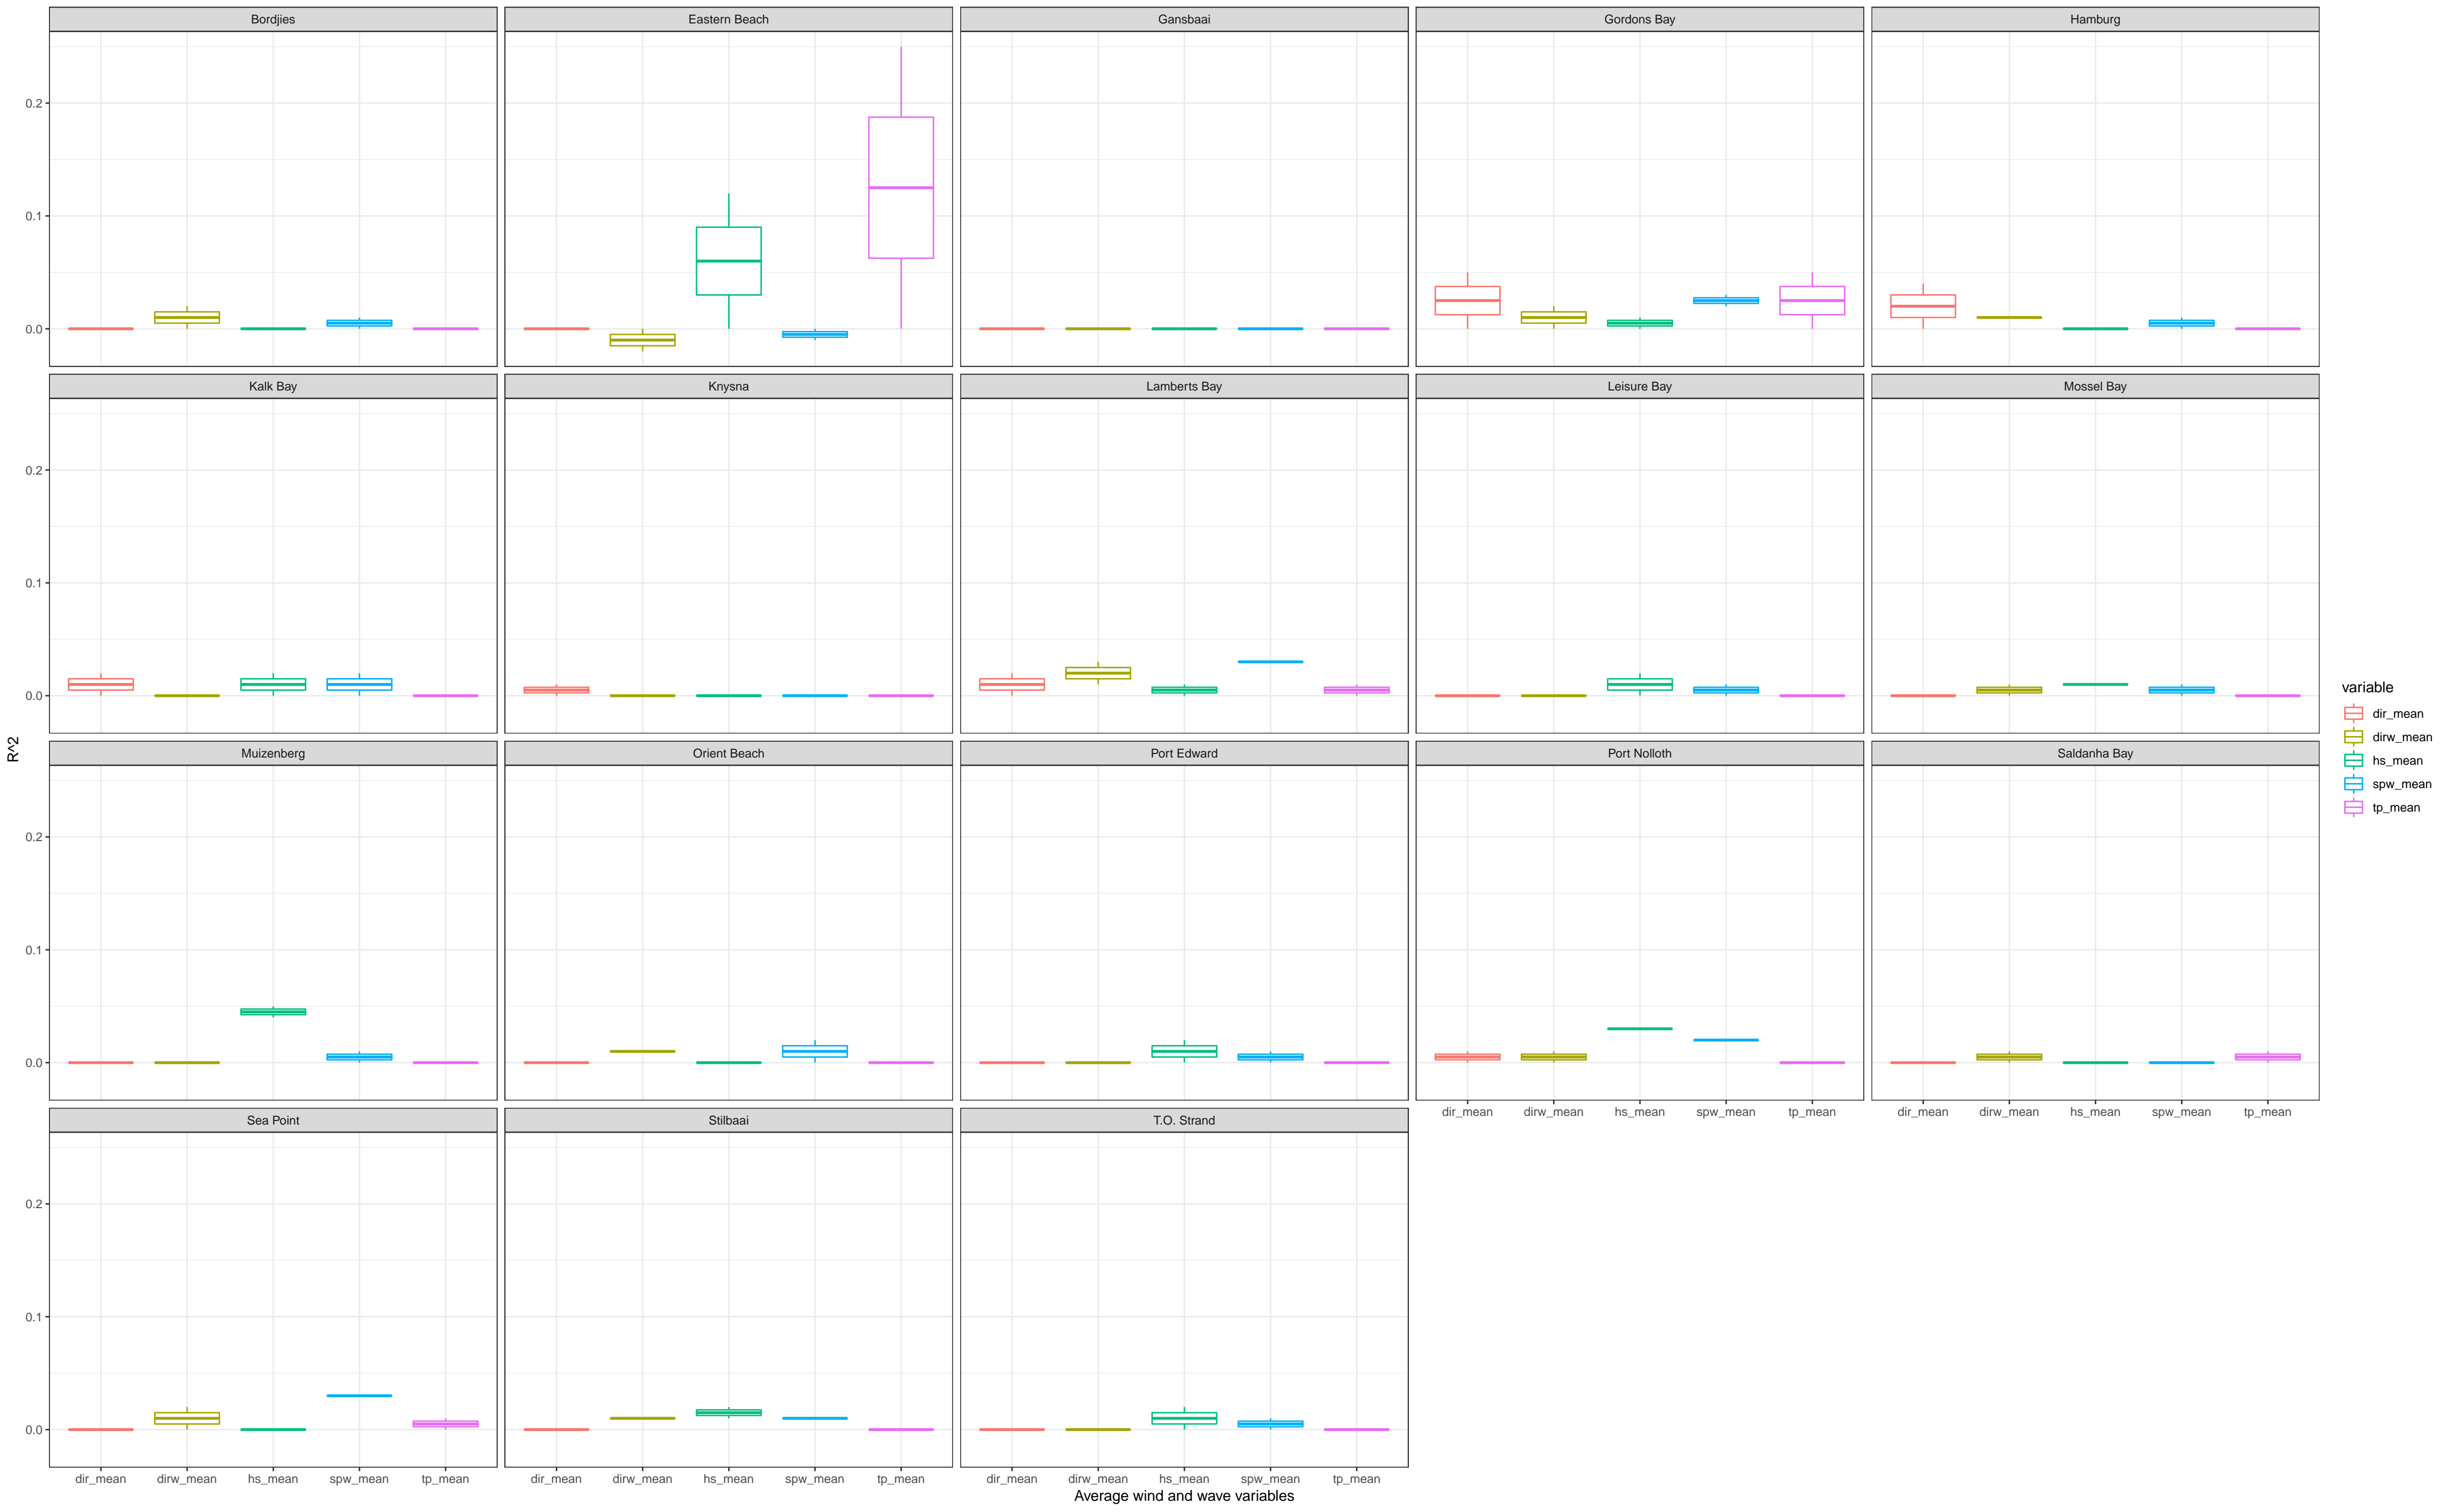 Bordjies Eastern Beach Gansbaai Gordons Bay Hamburg
0.2
0.1
0.0
Kalk Bay Knysna Lamberts Bay Leisure Bay Mossel Bay
0.2
0.1
0.0
Muizenberg Orient Beach Port Edward Port Nolloth Saldanha Bay
0.2
0.1
0.0
dir_mean dirw_mean hs_mean spw_mean tp_mean dir_mean dirw_mean hs_mean spw_mean tp_mean
Sea Point Stilbaai T.O. Strand
0.2
0.1
0.0
dir_mean dirw_mean hs_mean spw_mean tp_mean dir_mean dirw_mean hs_mean spw_mean tp_mean dir_mean dirw_mean hs_mean spw_mean tp_mean
Average wind and wave variables
R^2
variable
dir_mean
dirw_mean
hs_mean
spw_mean
tp_mean